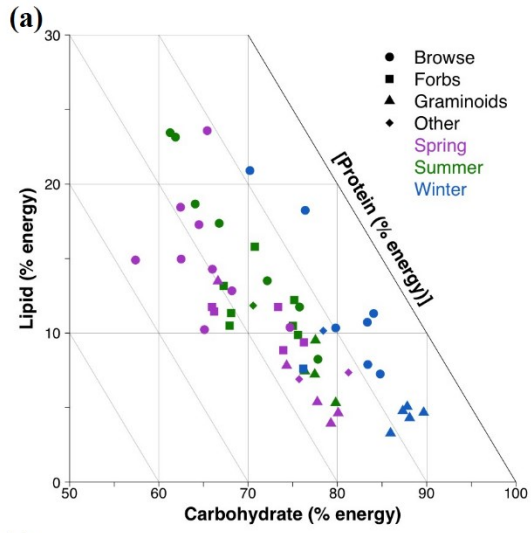 (a)
30
20
10
0
Lipid (% energy)
Browse
Forbs
Graminoids
Other
Spring
Summer
Winter
[Protein (% energy)]
50 60 70 80 90 100
Carbohydrate (% energy)